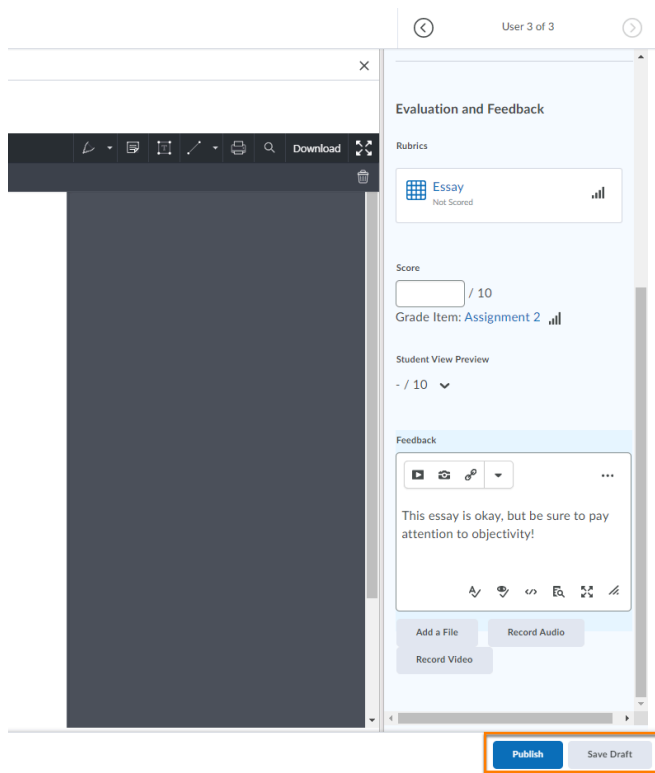 User 3 of 3
Download
Evaluation and Feedback
Rubrics
Essay
Not Scored
Score
/ 10
Grade Item: Assignment 2
Student View Preview
- / 10
Feedback
This essay is okay, but be sure to pay
attention to objectivity!
Add a File
Record Audio
Record Video
Publish
Save Draft